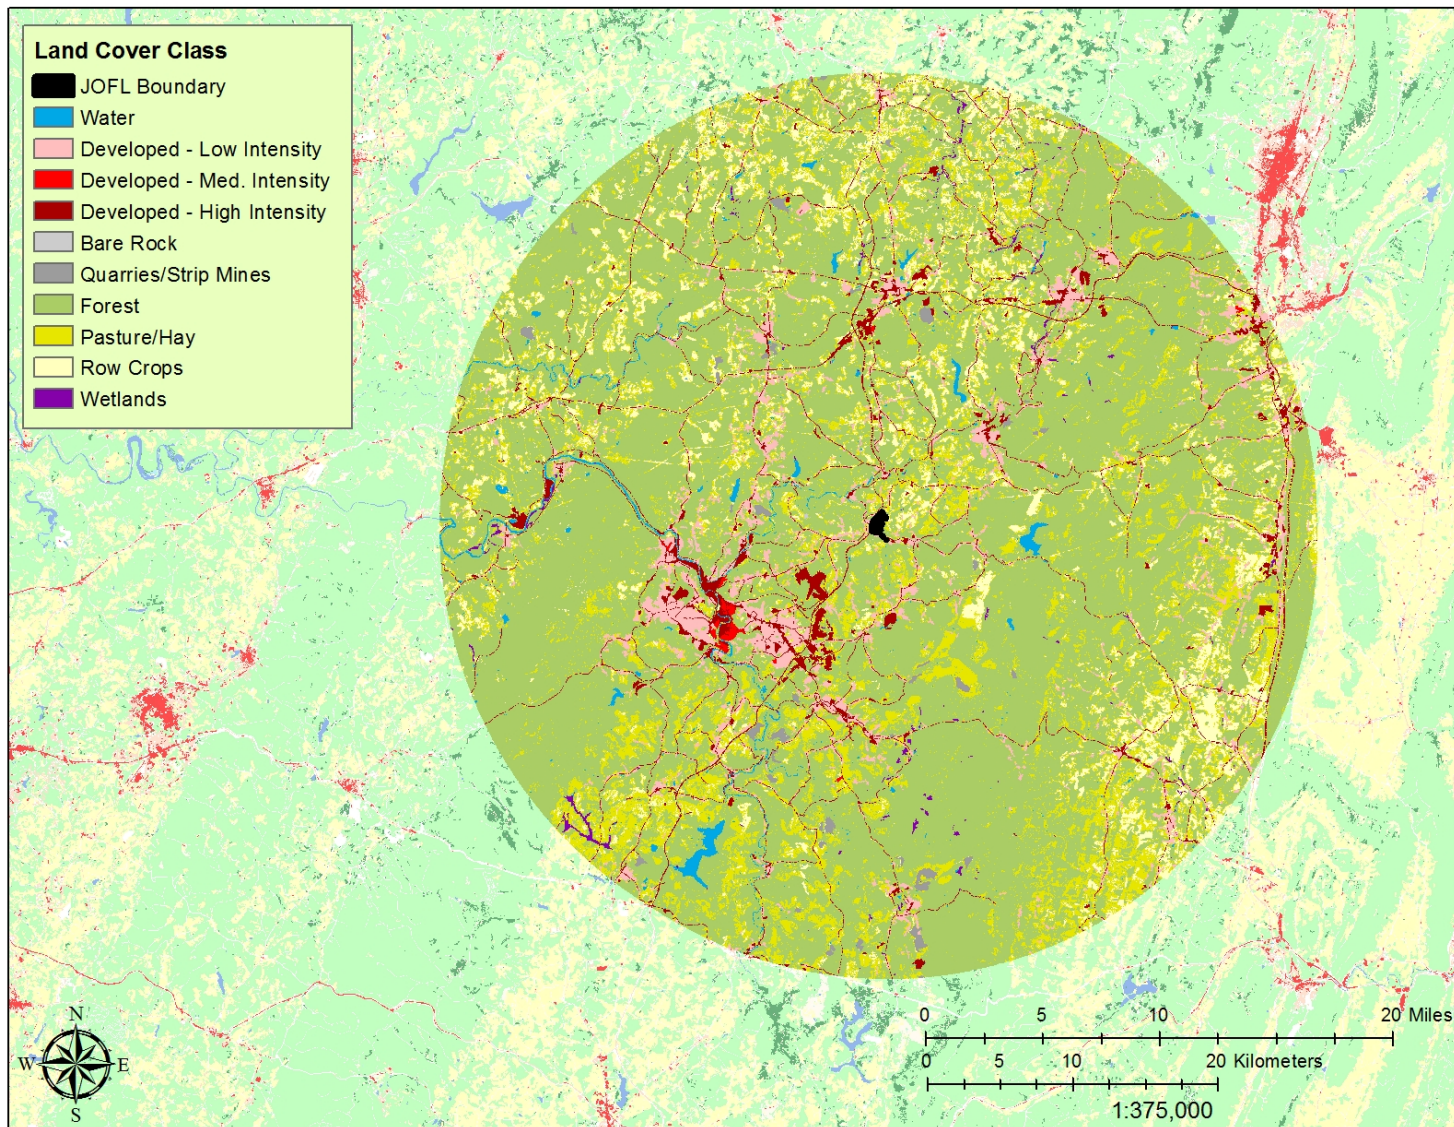 Land Cover Class
JOFL Boundary
Water
Developed - Low Intensity
Developed - Med. Intensity
Developed - High Intensity
Bare Rock
Quarries/Strip Mines
Forest
Pasture/Hay
Row Crops
Wetlands
N
W E
S
0 5 10 20 Miles
0 5 10 20 Kilometers
1:375,000